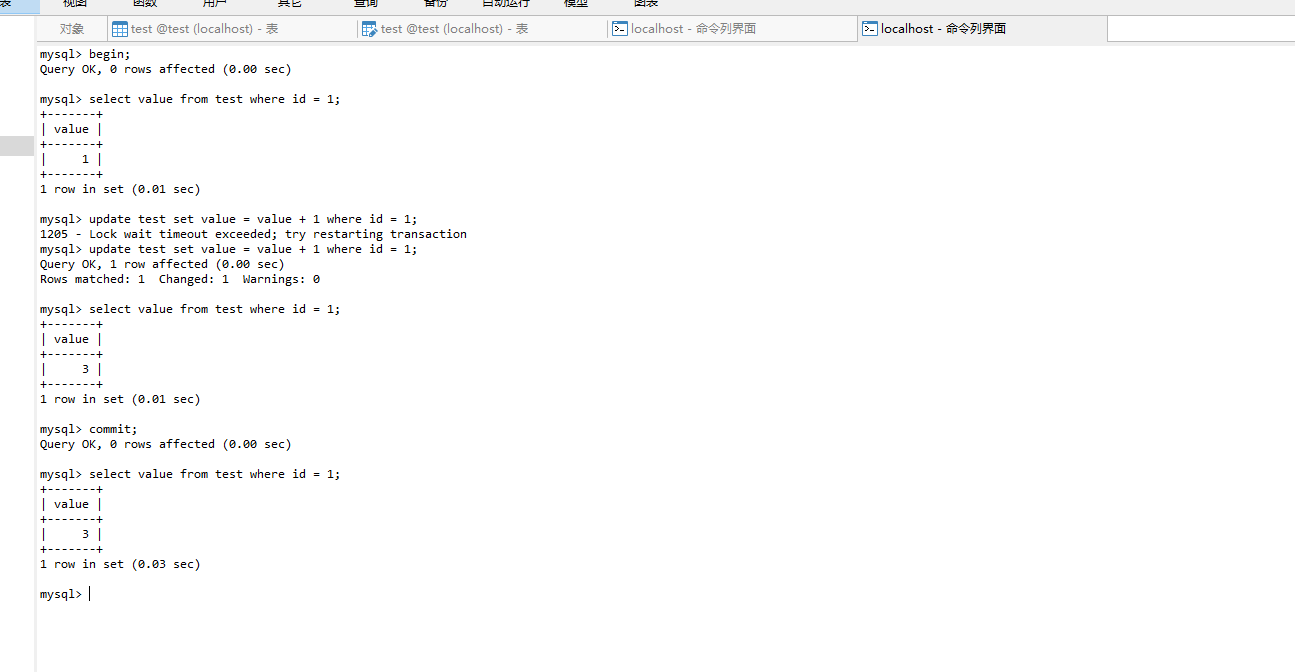 表 视图 函数 用户 其它 查询 备份 自动运行 模型 图表
对象 test @test (localhost) - 表 test @test (localhost) - 表 localhost - 命令列界面 localhost - 命令列界面
mysql> begin;
Query OK, 0 rows affected (0.00 sec)
mysql> select value from test where id = 1;
+-------+
| value |
+-------+
|     1 |
+-------+
1 row in set (0.01 sec)
mysql> update test set value = value + 1 where id = 1;
1205 - Lock wait timeout exceeded; try restarting transaction
mysql> update test set value = value + 1 where id = 1;
Query OK, 1 row affected (0.00 sec)
Rows matched: 1  Changed: 1  Warnings: 0
mysql> select value from test where id = 1;
+-------+
| value |
+-------+
|     3 |
+-------+
1 row in set (0.01 sec)
mysql> commit;
Query OK, 0 rows affected (0.00 sec)
mysql> select value from test where id = 1;
+-------+
| value |
+-------+
|     3 |
+-------+
1 row in set (0.03 sec)
mysql>